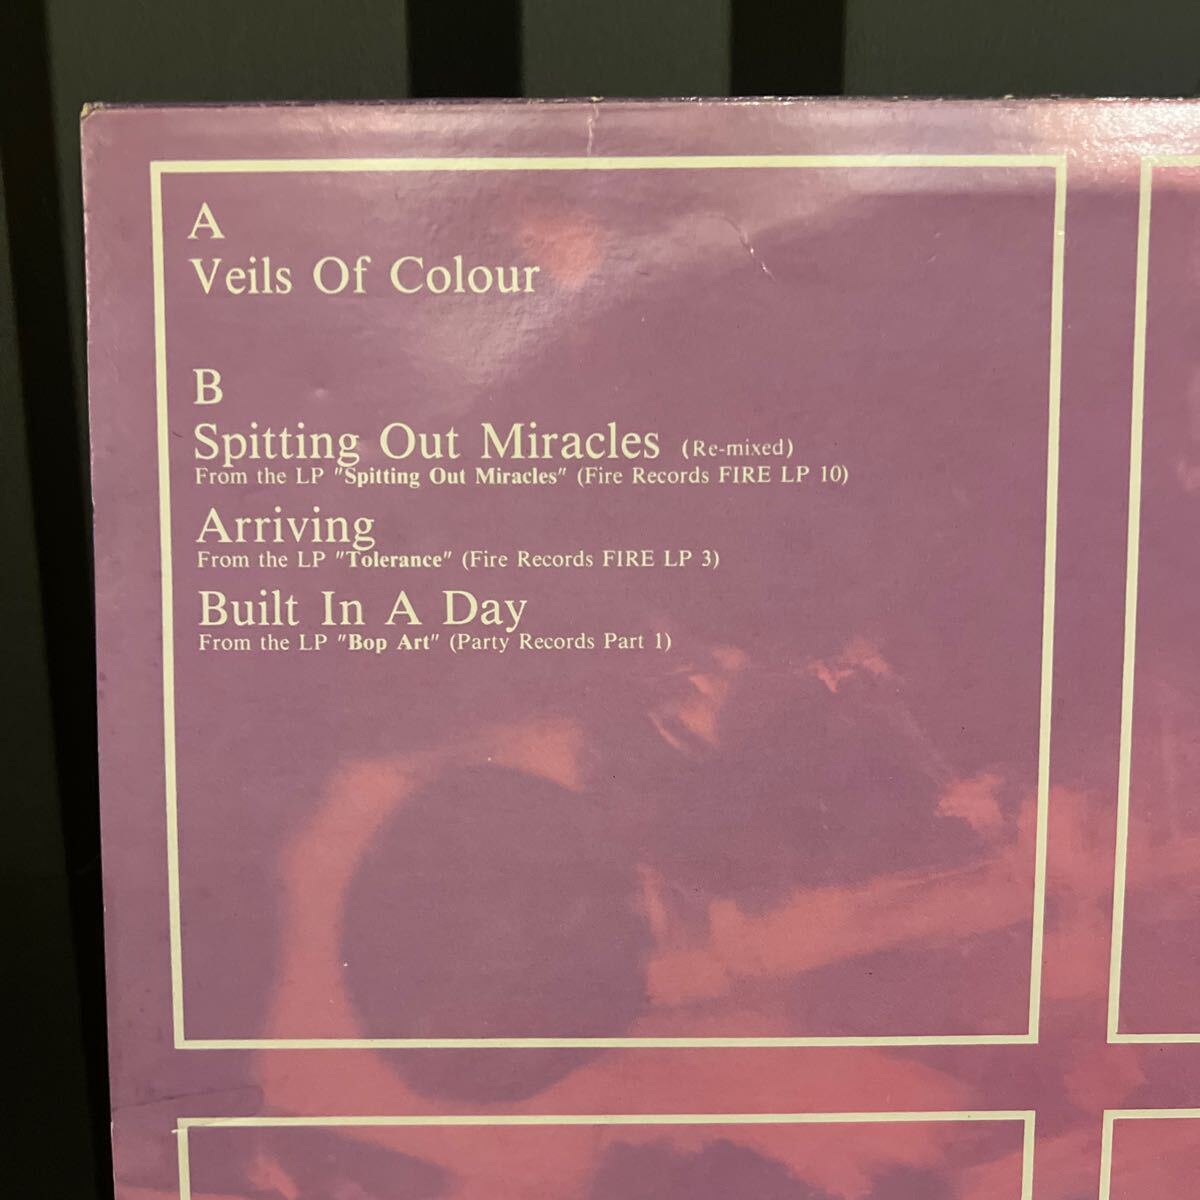 A
Veils Of Colour
B
Spitting Out Miracles (Re-mixed)
From the LP "Spitting Out Miracles" (Fire Records FIRE LP 10)
Arriving
From the LP "Tolerance" (Fire Records FIRE LP 3)
Built In A Day
From the LP "Bop Art" (Party Records Part 1)